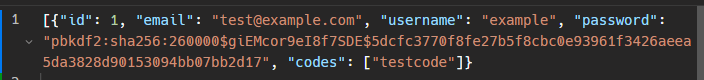 1 [{"id": 1, "email": "test@example.com", "username": "example", "password":
"pbkdf2:sha256:260000$giEMcor9eI8f7SDE$5dcfc3770f8fe27b5f8cbc0e93961f3426aeea
5da3828d90153094bb07bb2d17", "codes": ["testcode"]}]